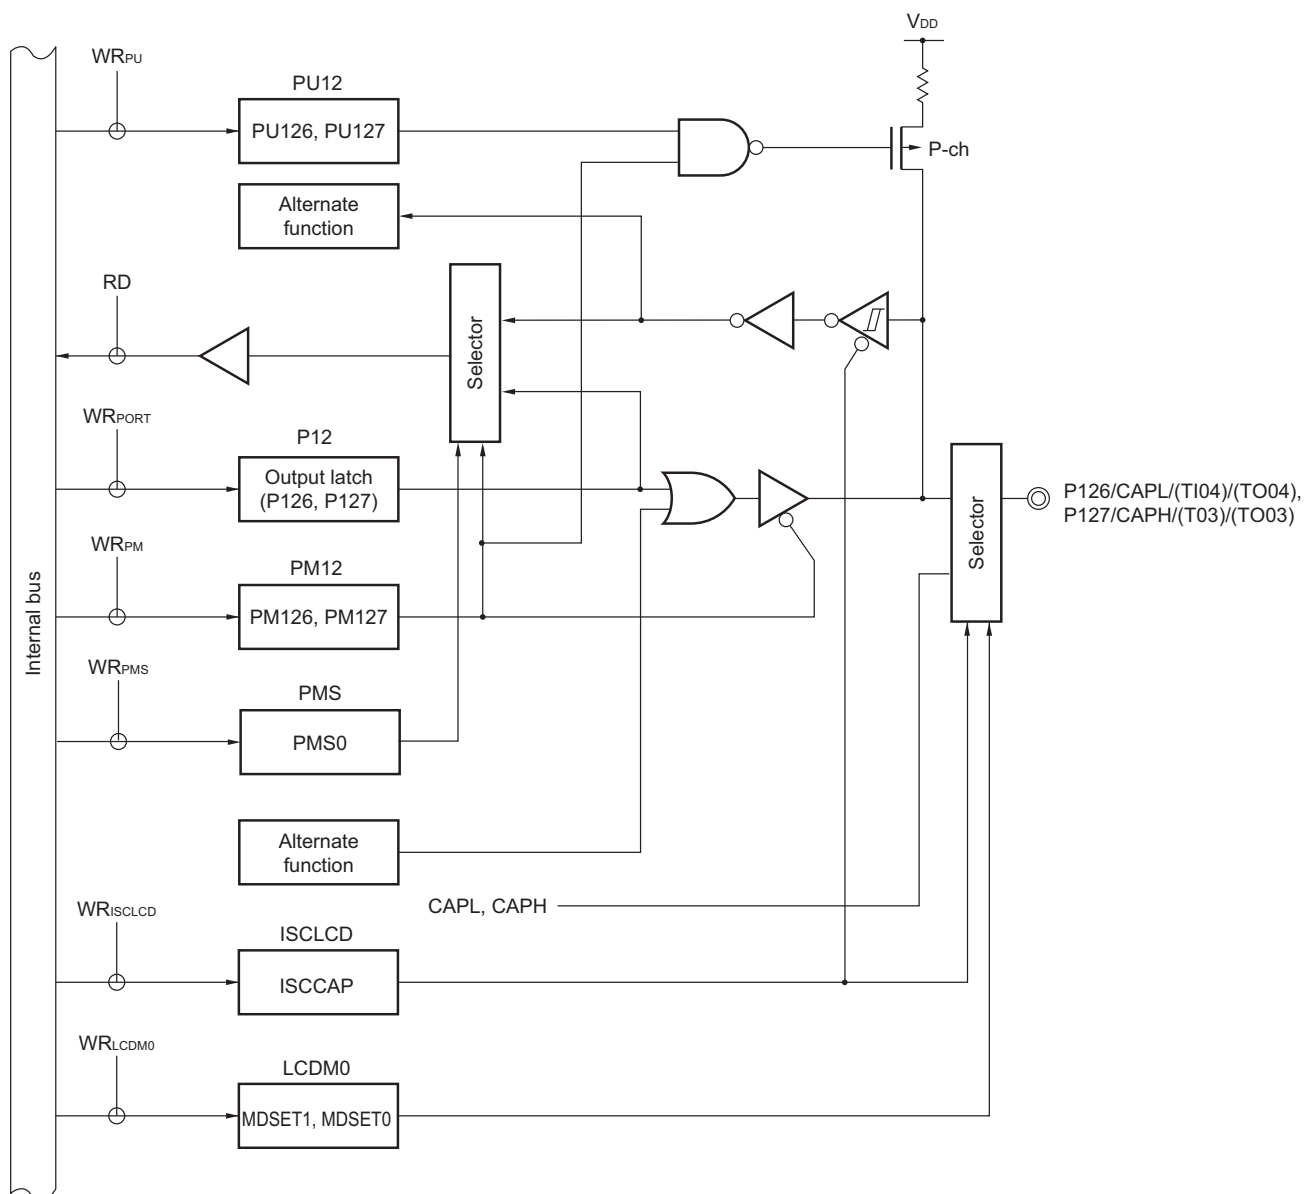 VDD
WRPU
PU12
PU126, PU127
P-ch
Alternate
function
RD
Selector
WRPORT
P12
Output latch
(P126, P127)
P126/CAPL/(TI04)/(TO04),
P127/CAPH/(T03)/(TO03)
Selector
WRPM
PM12
PM126, PM127
Internal bus
WRPMS
PMS
PMS0
Alternate
function
CAPL, CAPH
WRISCLCD
ISCLCD
ISCCAP
WRLCDM0
LCDM0
MDSET1, MDSET0